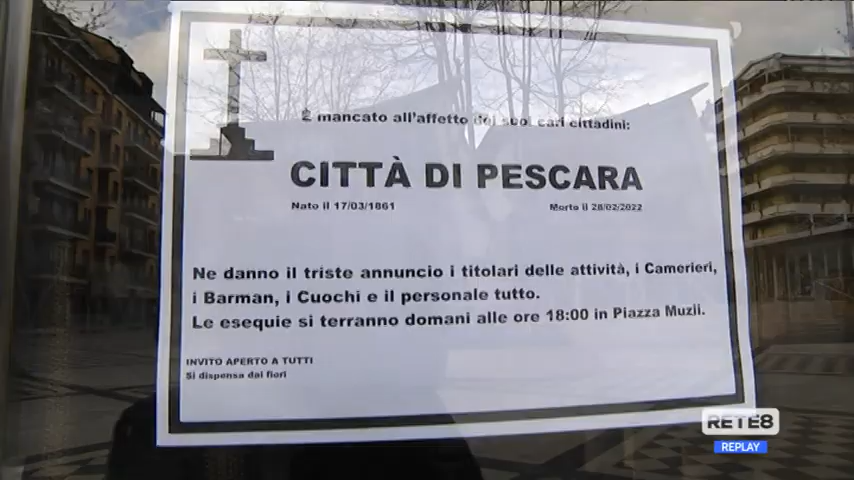 È mancato all'affetto dei suoi cari cittadini:
CITTÀ DI PESCARA
Nato il 17/03/1861 Morto il 28/02/2022
Ne danno il triste annuncio i titolari delle attività, i Camerieri,
i Barman, i Cuochi e il personale tutto.
Le esequie si terranno domani alle ore 18:00 in Piazza Muzii.
INVITO APERTO A TUTTI
Si dispensa dai fiori
RETE8
REPLAY